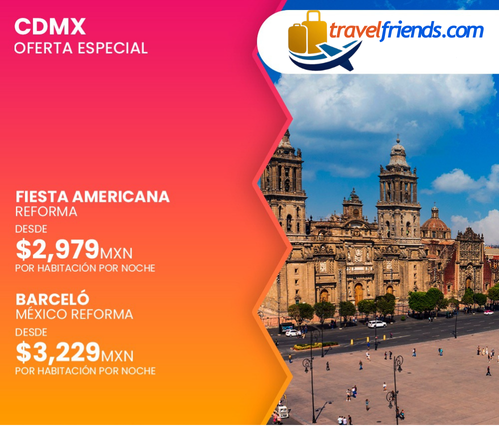 CDMX
OFERTA ESPECIAL
travelfriends.com
FIESTA AMERICANA
REFORMA
DESDE
$2,979MXN
POR HABITACIÓN POR NOCHE
BARCELÓ
MÉXICO REFORMA
DESDE
$3,229MXN
POR HABITACIÓN POR NOCHE